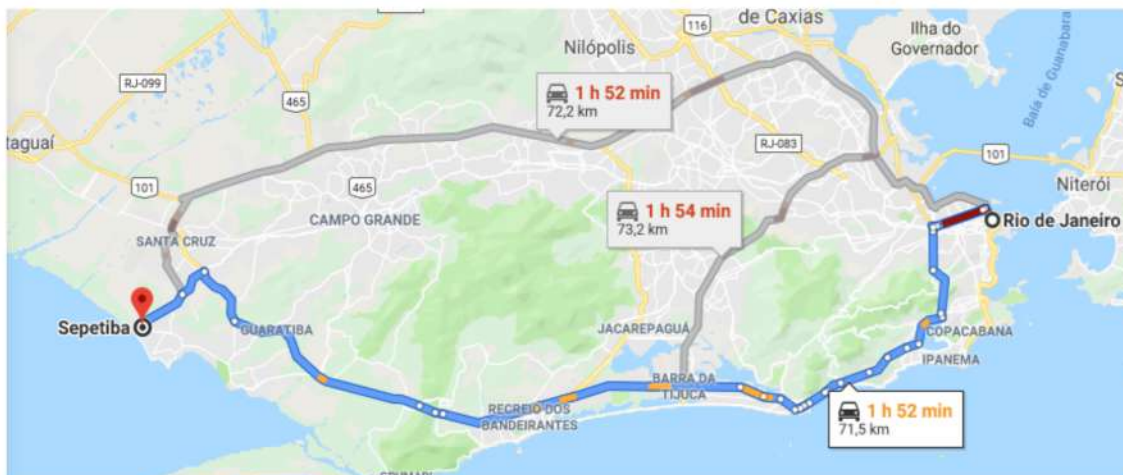 de Caxias
116
Ilha do
Governador
Nilópolis
Baía de Guanabara
RJ-099
465
1 h 52 min
72,2 km
taguaí
RJ-083
101
465
101
Niterói
CAMPO GRANDE
1 h 54 min
73,2 km
Rio de Janeiro
SANTA CRUZ
Sepetiba
GUARATIBA
JACAREPAGUÁ
COPACABANA
IPANEMA
BARRA DA
TIJUCA
RECREIO DOS
BANDEIRANTES
1 h 52 min
71,5 km